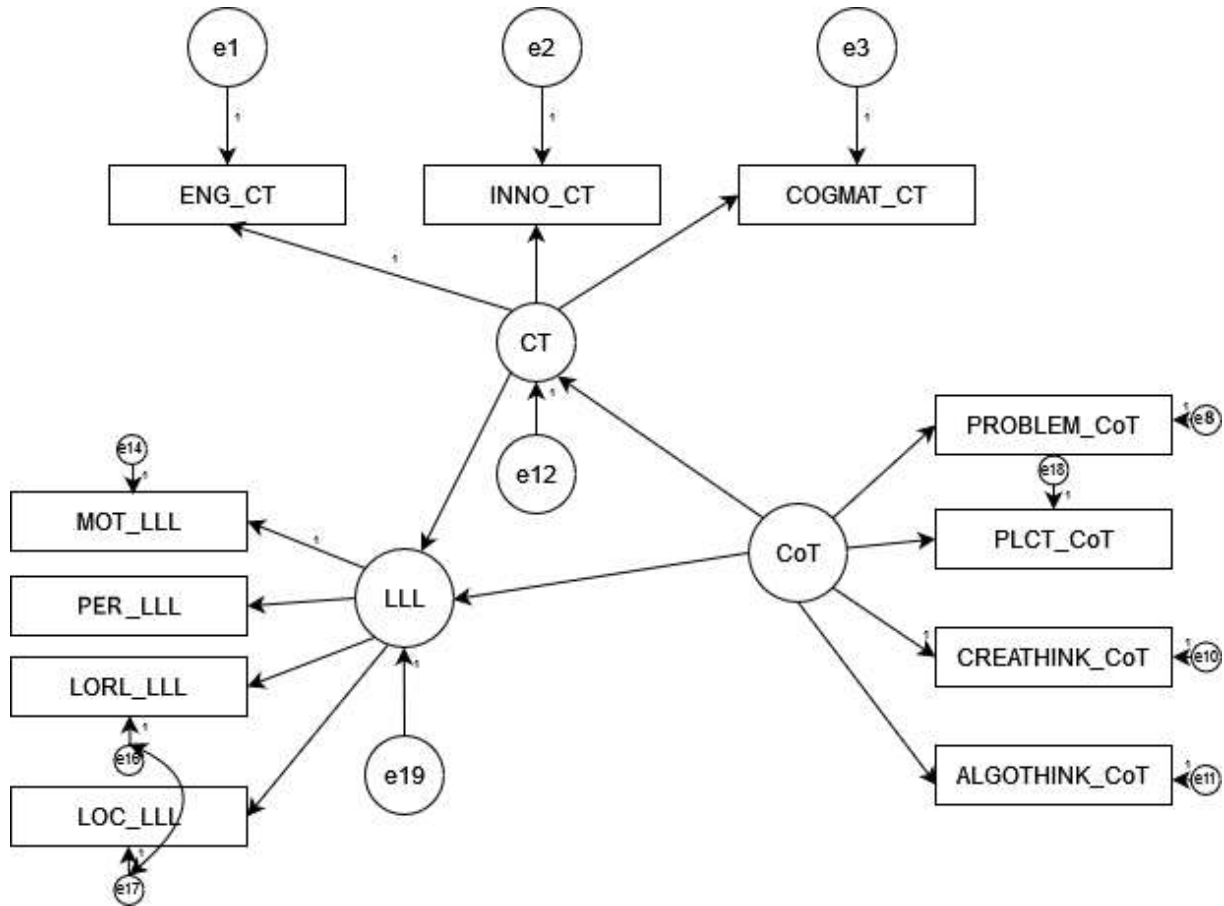 e1
e2
e3
1
1
1
ENG_CT
INNO_CT
COGMAT_CT
1
CT
1
e12
PROBLEM_CoT
1
e8
e18
1
PLCT_CoT
CoT
1
CREATHINK_CoT
1
e10
ALGOTHINK_CoT
1
e11
e14
1
MOT_LLL
1
PER_LLL
LLL
LORL_LLL
1
e16
1
e19
LOC_LLL
1
e17